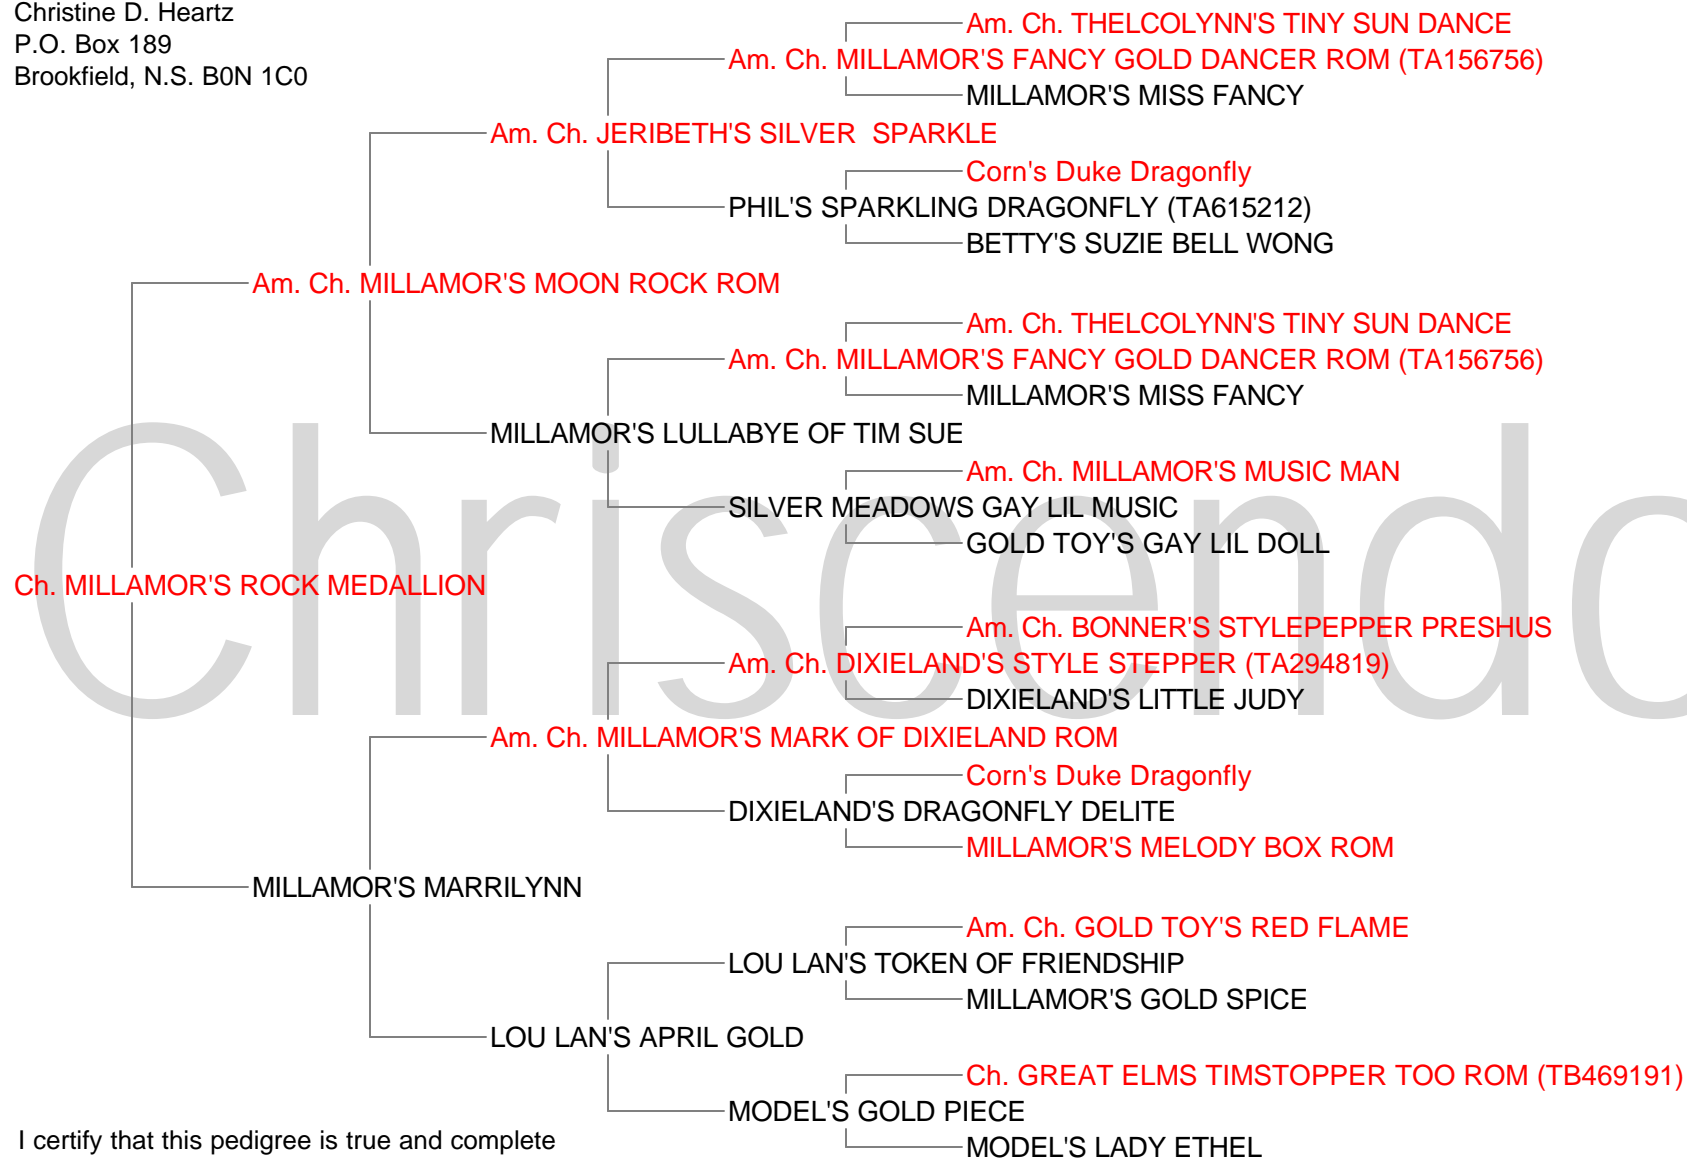 Christine D. Heartz
P.O. Box 189
Brookfield, N.S. B0N 1C0
Am. Ch. THELCOLYNN'S TINY SUN DANCE
Am. Ch. MILLAMOR'S FANCY GOLD DANCER ROM (TA156756)
MILLAMOR'S MISS FANCY
Am. Ch. JERIBETH'S SILVER  SPARKLE
Corn's Duke Dragonfly
PHIL'S SPARKLING DRAGONFLY (TA615212)
BETTY'S SUZIE BELL WONG
Am. Ch. MILLAMOR'S MOON ROCK ROM
Am. Ch. THELCOLYNN'S TINY SUN DANCE
Am. Ch. MILLAMOR'S FANCY GOLD DANCER ROM (TA156756)
MILLAMOR'S MISS FANCY
MILLAMOR'S LULLABYE OF TIM SUE
Am. Ch. MILLAMOR'S MUSIC MAN
SILVER MEADOWS GAY LIL MUSIC
GOLD TOY'S GAY LIL DOLL
Chriscendo
Ch. MILLAMOR'S ROCK MEDALLION
Am. Ch. BONNER'S STYLEPEPPER PRESHUS
Am. Ch. DIXIELAND'S STYLE STEPPER (TA294819)
DIXIELAND'S LITTLE JUDY
Am. Ch. MILLAMOR'S MARK OF DIXIELAND ROM
Corn's Duke Dragonfly
DIXIELAND'S DRAGONFLY DELITE
MILLAMOR'S MELODY BOX ROM
MILLAMOR'S MARRILYNN
Am. Ch. GOLD TOY'S RED FLAME
LOU LAN'S TOKEN OF FRIENDSHIP
MILLAMOR'S GOLD SPICE
LOU LAN'S APRIL GOLD
Ch. GREAT ELMS TIMSTOPPER TOO ROM (TB469191)
MODEL'S GOLD PIECE
MODEL'S LADY ETHEL
I certify that this pedigree is true and complete